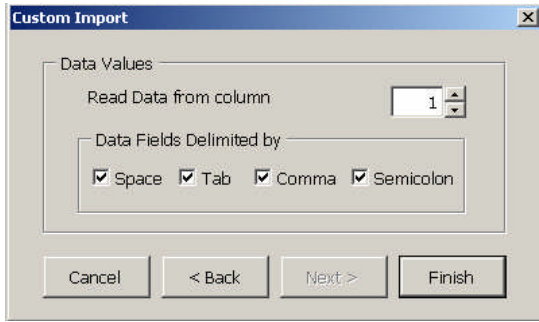 Custom Import
Data Values
Read Data from column 1
Data Fields Delimited by
Space Tab Comma Semicolon
Cancel < Back Next > Finish